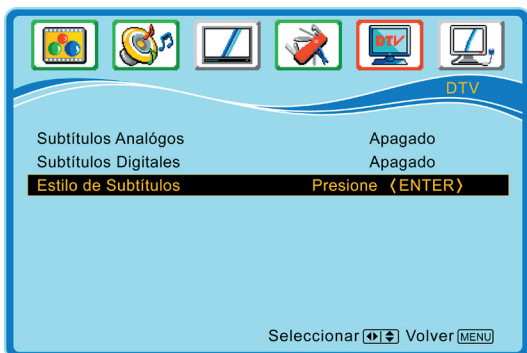 DTV
DTV
Subtítulos Analógos Apagado
Subtítulos Digitales Apagado
Estilo de Subtítulos Presione 〈ENTER〉
Seleccionar Volver MENU